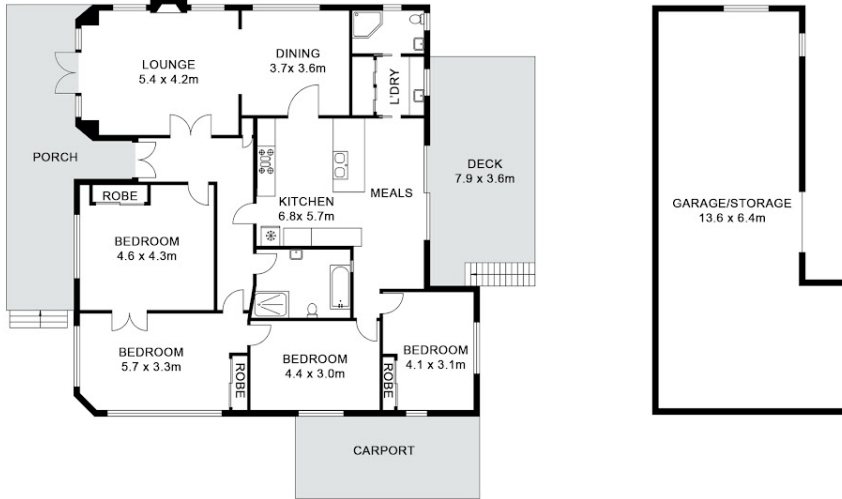 LOUNGE
5.4 x 4.2m
DINING
3.7x 3.6m
L'DRY
PORCH
DECK
7.9 x 3.6m
ROBE
KITCHEN
6.8x 5.7m
MEALS
GARAGE/STORAGE
13.6 x 6.4m
BEDROOM
4.6 x 4.3m
BEDROOM
5.7 x 3.3m
ROBE
BEDROOM
4.4 x 3.0m
ROBE
BEDROOM
4.1 x 3.1m
CARPORT